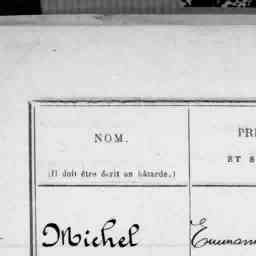 NOM.
(Il doit être écrit en bâtarde.)
Michel
PR
ET S